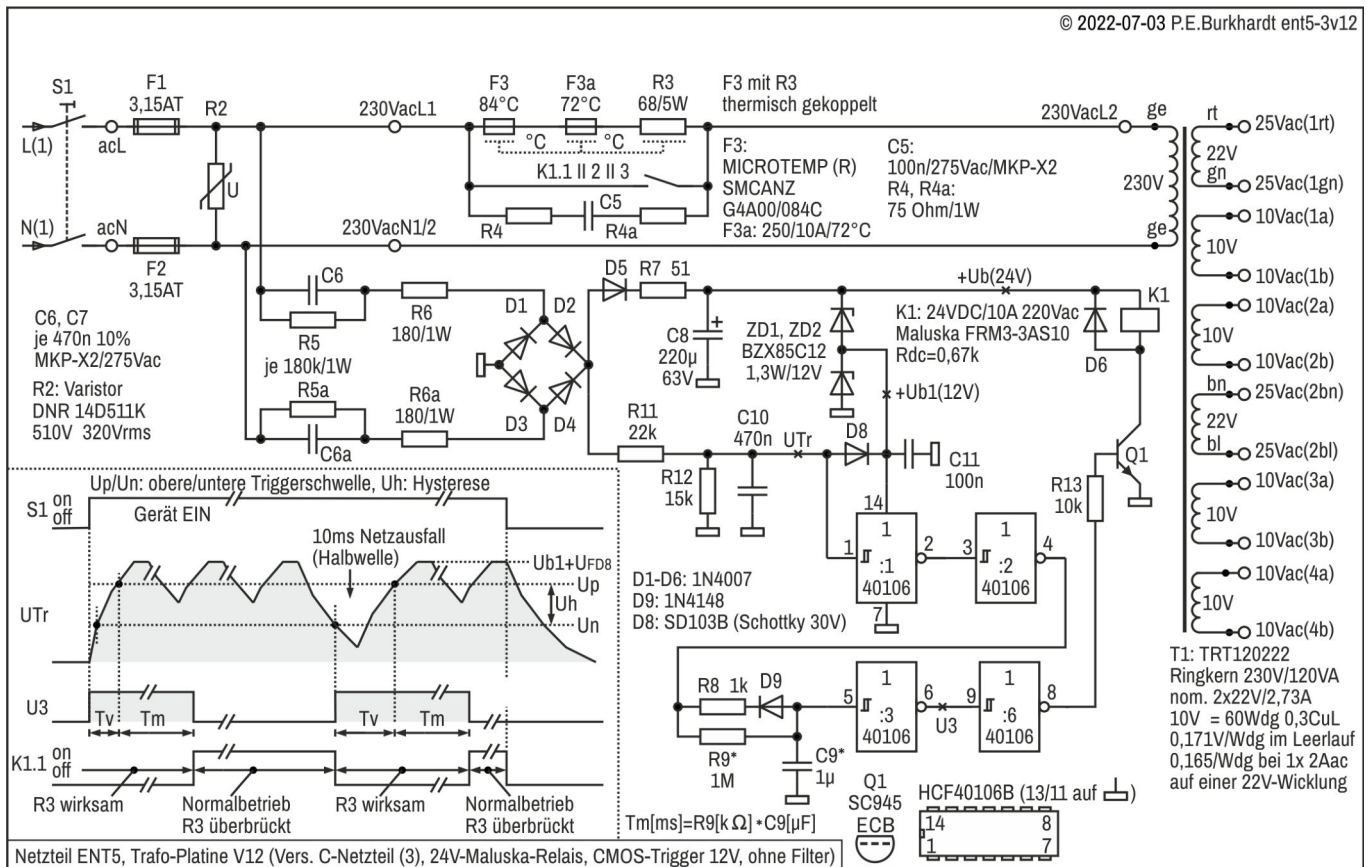 © 2022-07-03 P.E.Burkhardt ent5-3v12
S1
F1
3,15AT
R2
L(1)
acL
230VacL1
F3
84°C
F3a
72°C
R3
68/5W
F3 mit R3
thermisch gekoppelt
°C
°C
K1.1 II 2 II 3
R4
C5
R4a
F3:
MICROTEMP (R)
SMCANZ
G4A00/084C
F3a: 250/10A/72°C
C5:
100n/275Vac/MKP-X2
R4, R4a:
75 Ohm/1W
230VacL2
ge
230V
ge
rt
22V
gn
25Vac(1rt)
25Vac(1gn)
10Vac(1a)
10V
10Vac(1b)
10Vac(2a)
10V
10Vac(2b)
bn
25Vac(2bn)
22V
bl
25Vac(2bl)
10Vac(3a)
10V
10Vac(3b)
10Vac(4a)
10V
10Vac(4b)
U
N(1)
acN
230VacN1/2
F2
3,15AT
C6, C7
je 470n 10%
MKP-X2/275Vac
R2: Varistor
DNR 14D511K
510V 320Vrms
C6
R5
je 180k/1W
R5a
C6a
R6
180/1W
R6a
180/1W
D1
D2
D3
D4
D5
R7 51
C8
220µ
63V
+
ZD1, ZD2
BZX85C12
1,3W/12V
+Ub(24V)
K1: 24VDC/10A 220Vac
Maluska FRM3-3AS10
Rdc=0,67k
D6
K1
+Ub1(12V)
R11
22k
C10
470n
UTr
D8
R12
15k
C11
100n
R13
10k
Q1
14
1
1
:1
40106
7
2
3
1
:2
40106
4
D1-D6: 1N4007
D9: 1N4148
D8: SD103B (Schottky 30V)
R8 1k
D9
R9*
1M
C9*
1µ
5
1
:3
40106
6
U3
9
1
:6
40106
8
T1: TRT120222
Ringkern 230V/120VA
nom. 2x22V/2,73A
10V = 60Wdg 0,3CuL
0,171V/Wdg im Leerlauf
0,165/Wdg bei 1x 2Aac
auf einer 22V-Wicklung
Up/Un: obere/untere Triggerschwelle, Uh: Hysterese
S1 on
off
Gerät EIN
10ms Netzausfall
(Halbwelle)
Ub1+UFD8
Up
Uh
Un
UTr
U3
Tv
Tm
Tv
Tm
K1.1 on
off
R3 wirksam
Normalbetrieb
R3 überbrückt
R3 wirksam
Normalbetrieb
R3 überbrückt
Tm[ms]=R9[kΩ]*C9[µF]
Q1
SC945
ECB
HCF40106B (13/11 auf ⊥)
14
8
1
7
Netzteil ENT5, Trafo-Platine V12 (Vers. C-Netzteil (3), 24V-Maluska-Relais, CMOS-Trigger 12V, ohne Filter)